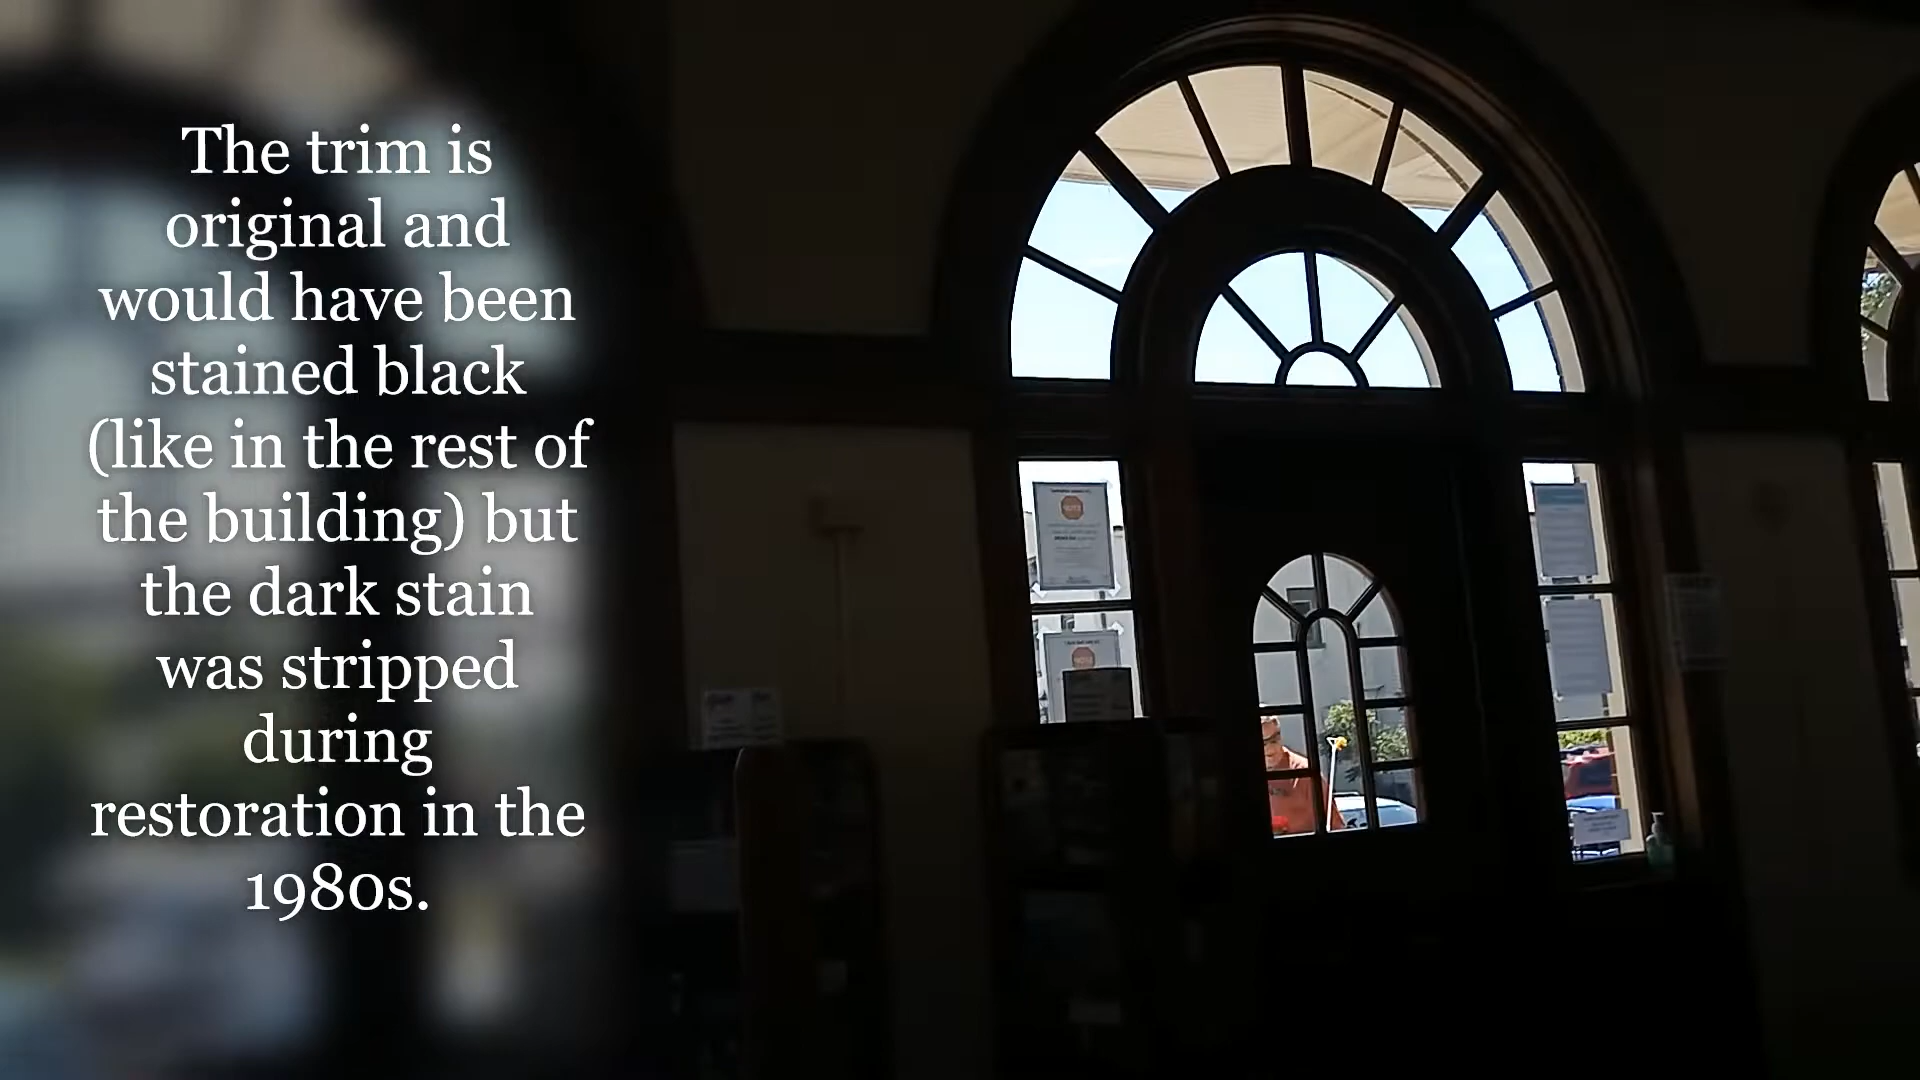 The trim is
original and
would have been
stained black
(like in the rest of
the building) but
the dark stain
was stripped
during
restoration in the
1980s.